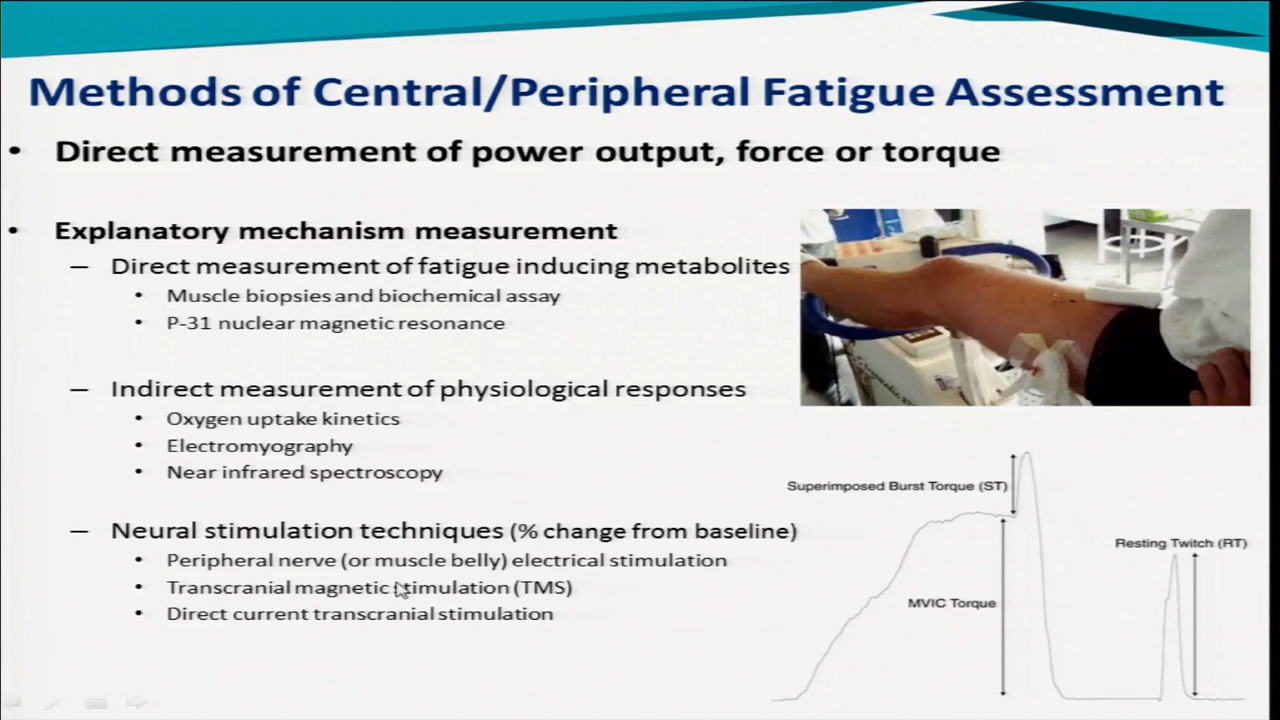 Methods of Central/Peripheral Fatigue Assessment
• Direct measurement of power output, force or torque
• Explanatory mechanism measurement
– Direct measurement of fatigue inducing metabolites
• Muscle biopsies and biochemical assay
• P-31 nuclear magnetic resonance
– Indirect measurement of physiological responses
• Oxygen uptake kinetics
• Electromyography
• Near infrared spectroscopy
– Neural stimulation techniques (% change from baseline)
• Peripheral nerve (or muscle belly) electrical stimulation
• Transcranial magnetic stimulation (TMS)
• Direct current transcranial stimulation
Superimposed Burst Torque (ST)
Resting Twitch (RT)
MVIC Torque